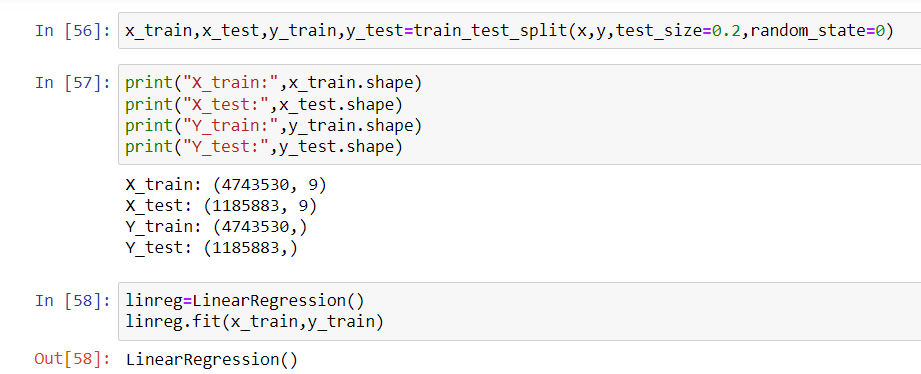 In [56]: x_train,x_test,y_train,y_test=train_test_split(x,y,test_size=0.2,random_state=0)
In [57]: print("X_train:",x_train.shape)
print("X_test:",x_test.shape)
print("Y_train:",y_train.shape)
print("Y_test:",y_test.shape)
X_train: (4743530, 9)
X_test: (1185883, 9)
Y_train: (4743530,)
Y_test: (1185883,)
In [58]: linreg=LinearRegression()
linreg.fit(x_train,y_train)
Out[58]: LinearRegression()